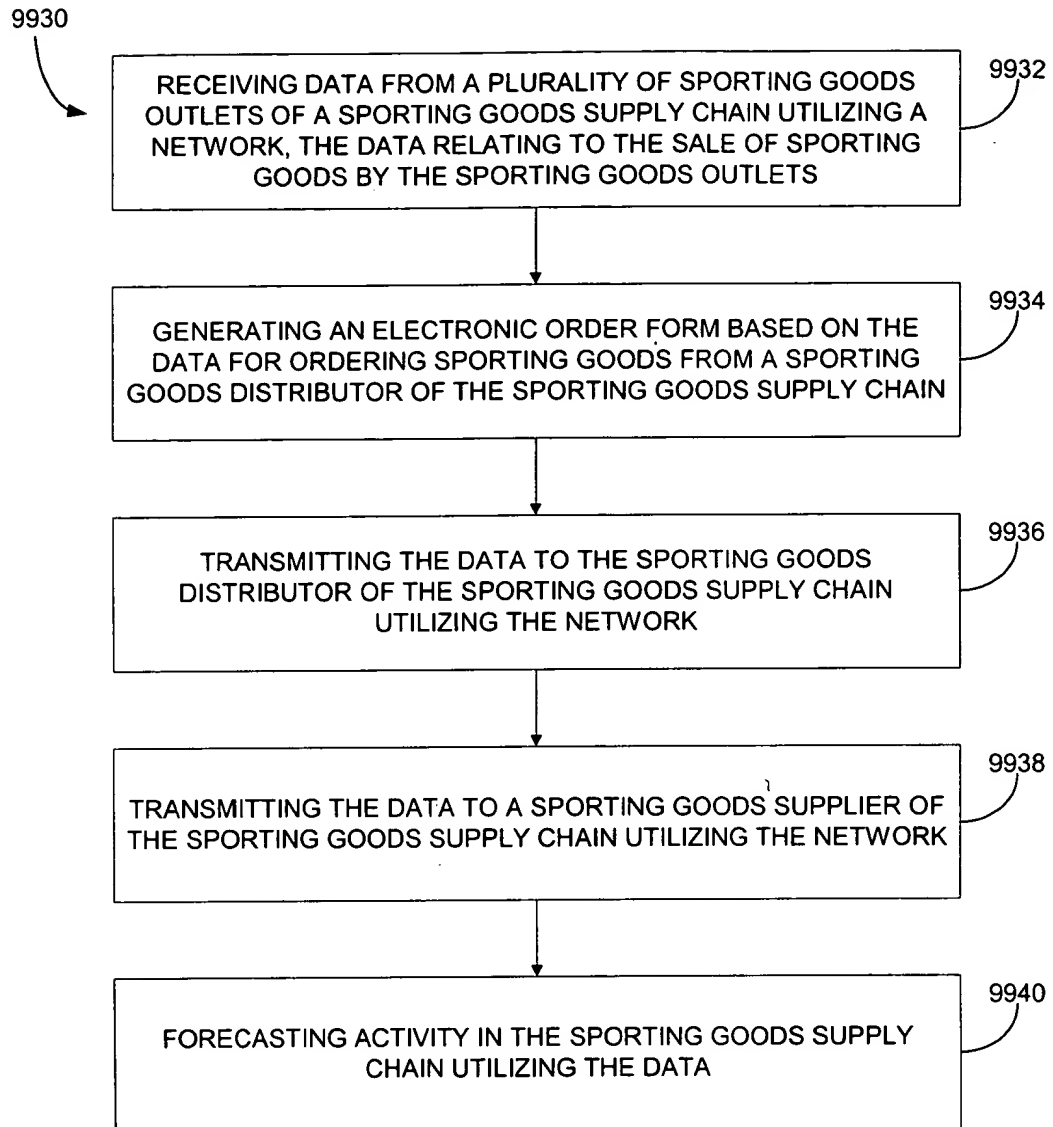 9930
9932
RECEIVING DATA FROM A PLURALITY OF SPORTING GOODS
OUTLETS OF A SPORTING GOODS SUPPLY CHAIN UTILIZING A
NETWORK, THE DATA RELATING TO THE SALE OF SPORTING
GOODS BY THE SPORTING GOODS OUTLETS
9934
GENERATING AN ELECTRONIC ORDER FORM BASED ON THE
DATA FOR ORDERING SPORTING GOODS FROM A SPORTING
GOODS DISTRIBUTOR OF THE SPORTING GOODS SUPPLY CHAIN
9936
TRANSMITTING THE DATA TO THE SPORTING GOODS
DISTRIBUTOR OF THE SPORTING GOODS SUPPLY CHAIN
UTILIZING THE NETWORK
9938
TRANSMITTING THE DATA TO A SPORTING GOODS SUPPLIER OF
THE SPORTING GOODS SUPPLY CHAIN UTILIZING THE NETWORK
9940
FORECASTING ACTIVITY IN THE SPORTING GOODS SUPPLY
CHAIN UTILIZING THE DATA